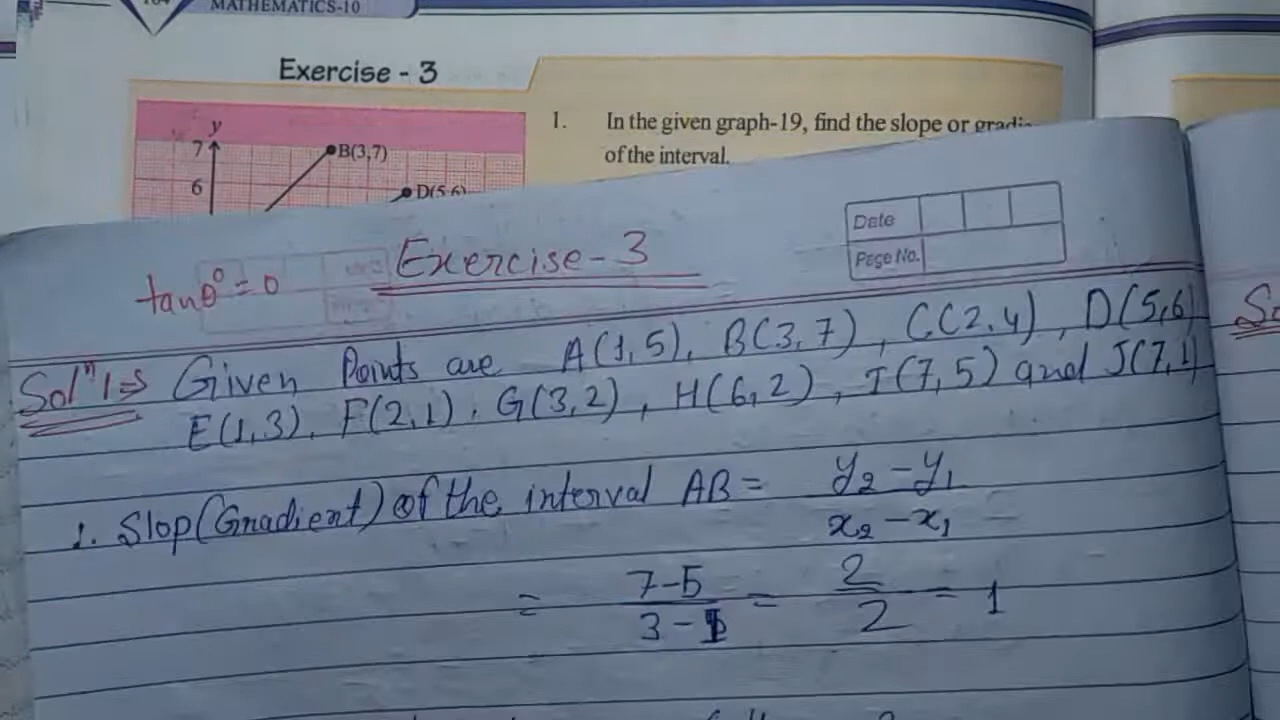 MATHEMATICS-10
Exercise - 3
1. In the given graph-19, find the slope or
of the interval.
y
7
B(3,7)
6
D(5,6)
Date
Page No.
Exercise-3
tanθ° = 0
Solⁿ 1 ⇒ Given Points are A(1,5), B(3,7), C(2,4), D(5,6)
E(1,3), F(2,1), G(3,2), H(6,2), I(7,5) and J(7,1)
1. Slop(Gradient) of the interval AB = y₂-y₁ / x₂-x₁
= 7-5 / 3-1 = 2 / 2 = 1